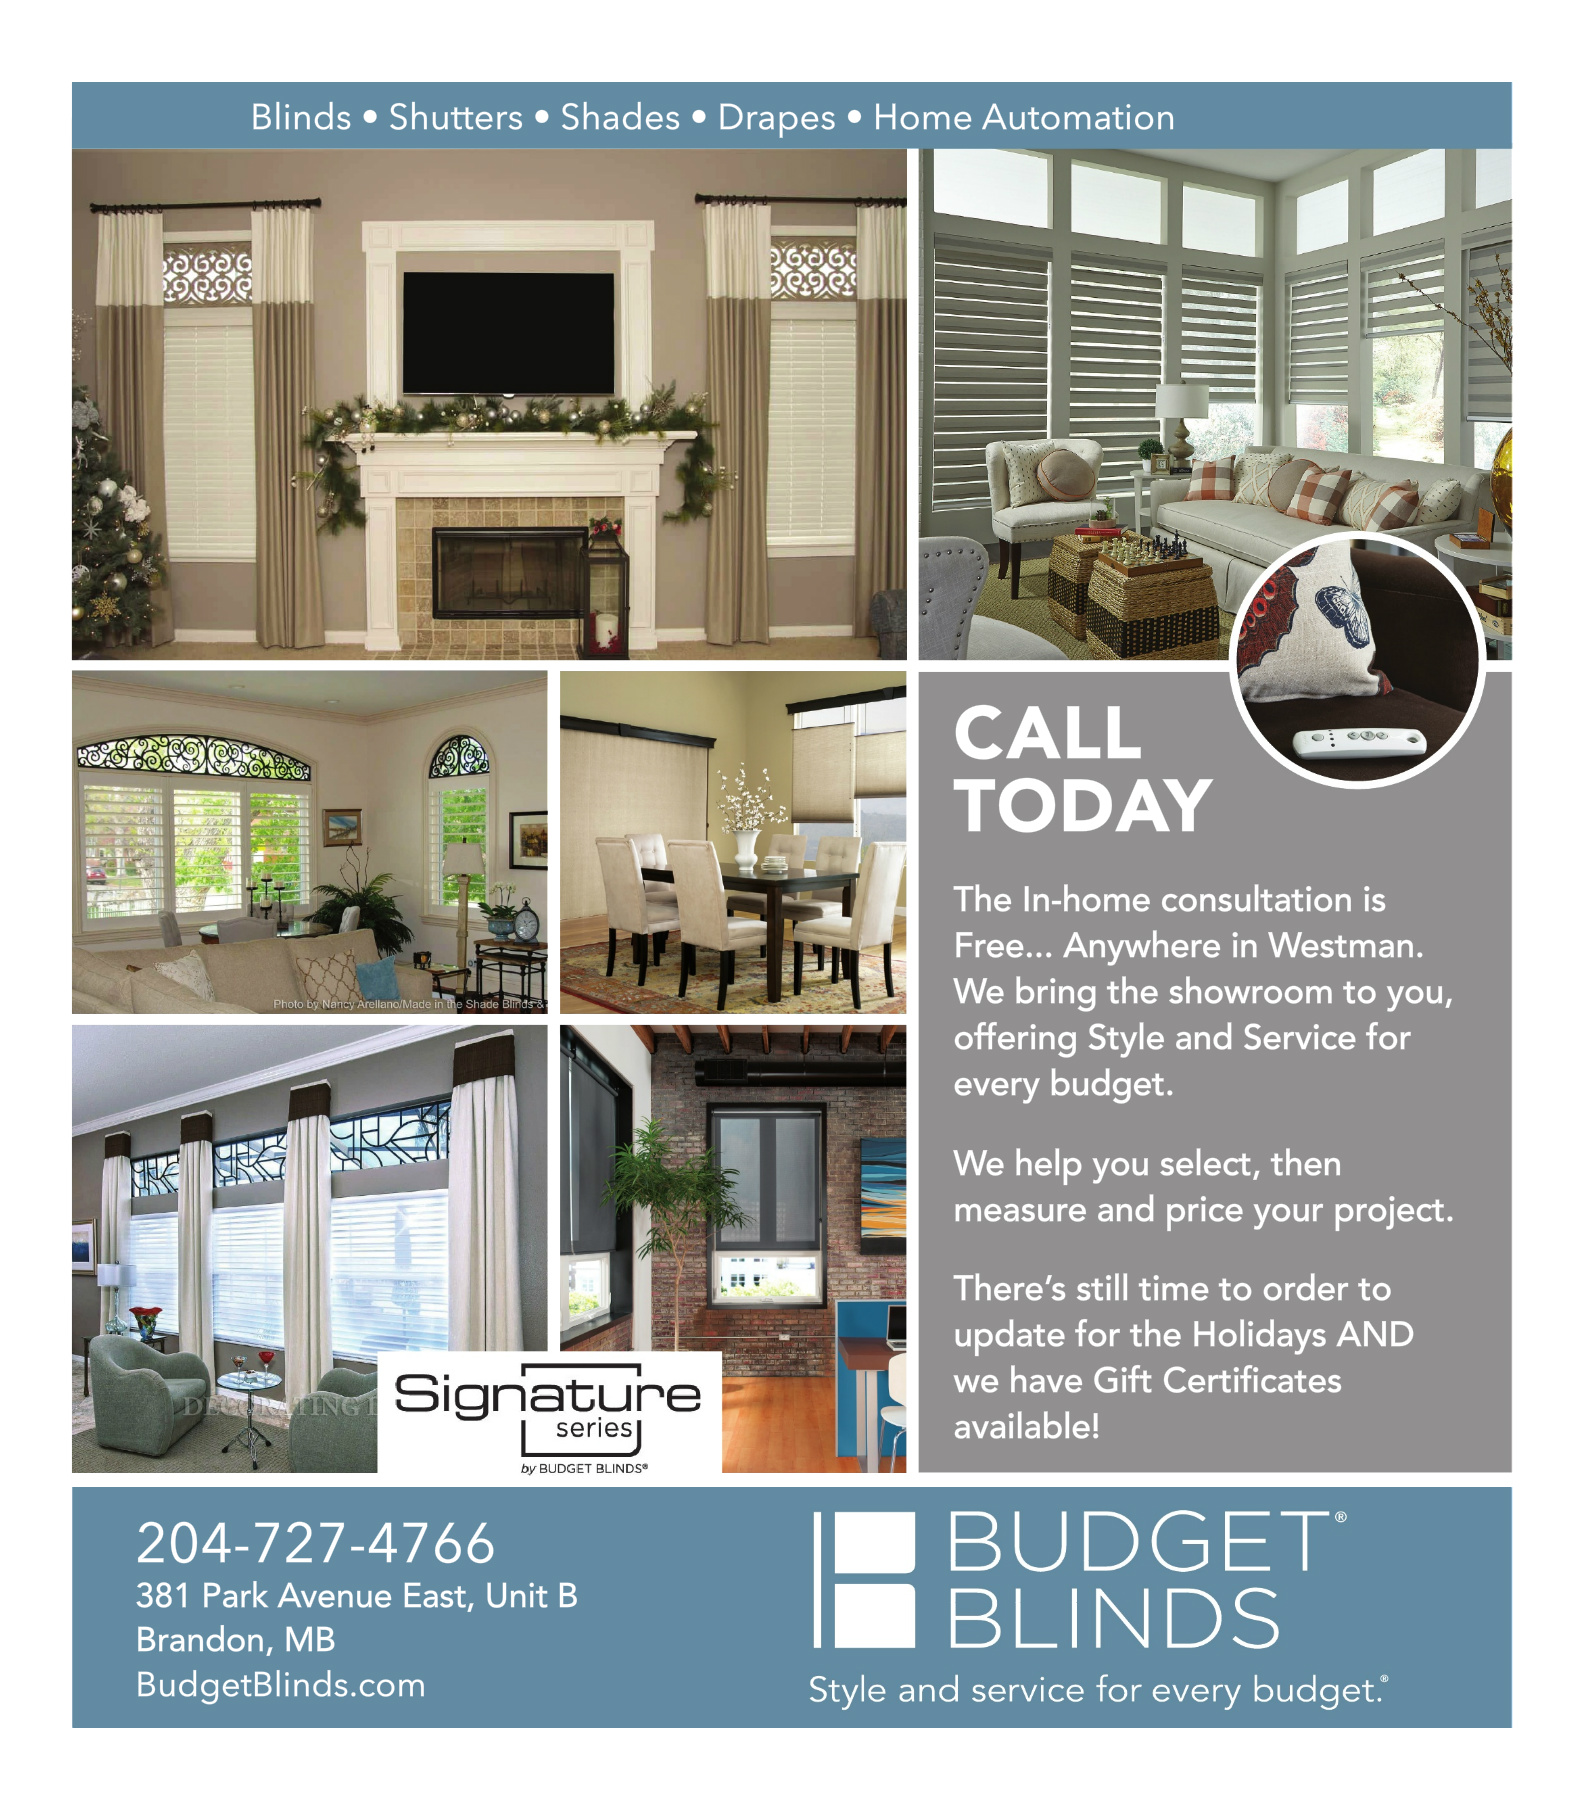 Blinds • Shutters • Shades • Drapes • Home Automation
Photo by Nancy Arellano/Made in the Shade Blinds &
CALL
TODAY
The In-home consultation is
Free... Anywhere in Westman.
We bring the showroom to you,
offering Style and Service for
every budget.
We help you select, then
measure and price your project.
There's still time to order to
update for the Holidays AND
we have Gift Certificates
available!
DECORATING
Signature
series
by BUDGET BLINDS®
204-727-4766
381 Park Avenue East, Unit B
Brandon, MB
BudgetBlinds.com
BUDGET®
BLINDS
Style and service for every budget.®